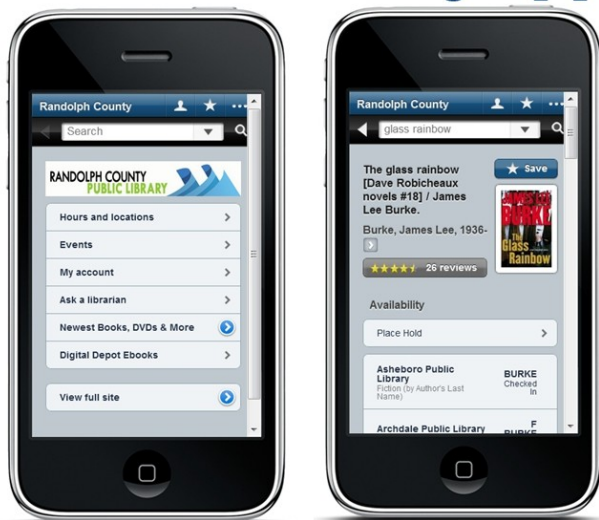 Randolph County
Search
RANDOLPH COUNTY
PUBLIC LIBRARY
Hours and locations
Events
My account
Ask a librarian
Newest Books, DVDs & More
Digital Depot Ebooks
View full site
Randolph County
glass rainbow
The glass rainbow
[Dave Robicheaux
novels #18] / James
Lee Burke.
Save
Burke, James Lee, 1936-
JAMES LEE
BURKE
The
Glass
Rainbow
26 reviews
Availability
Place Hold
Asheboro Public
Library
Fiction (by Author's Last
Name)
BURKE
Checked
In
Archdale Public Library
F
BURKE